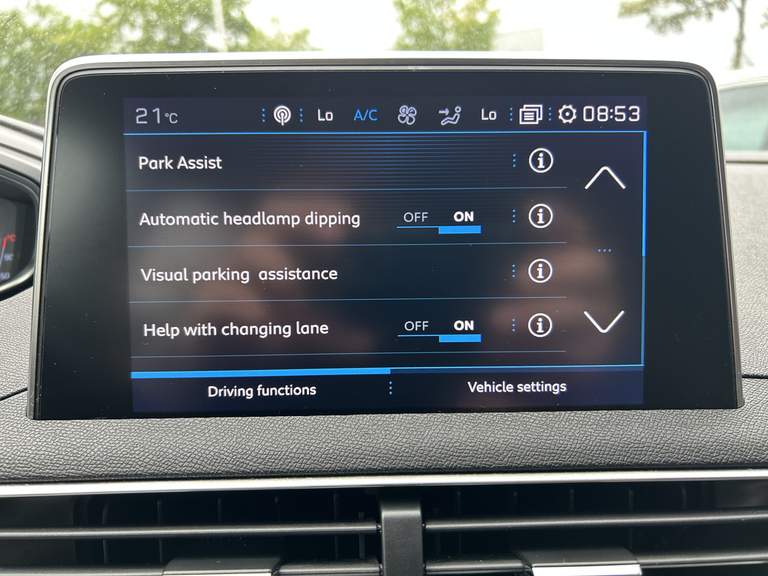 21°C Lo A/C Lo 08:53
Park Assist
Automatic headlamp dipping OFF ON
Visual parking assistance
Help with changing lane OFF ON
Driving functions Vehicle settings